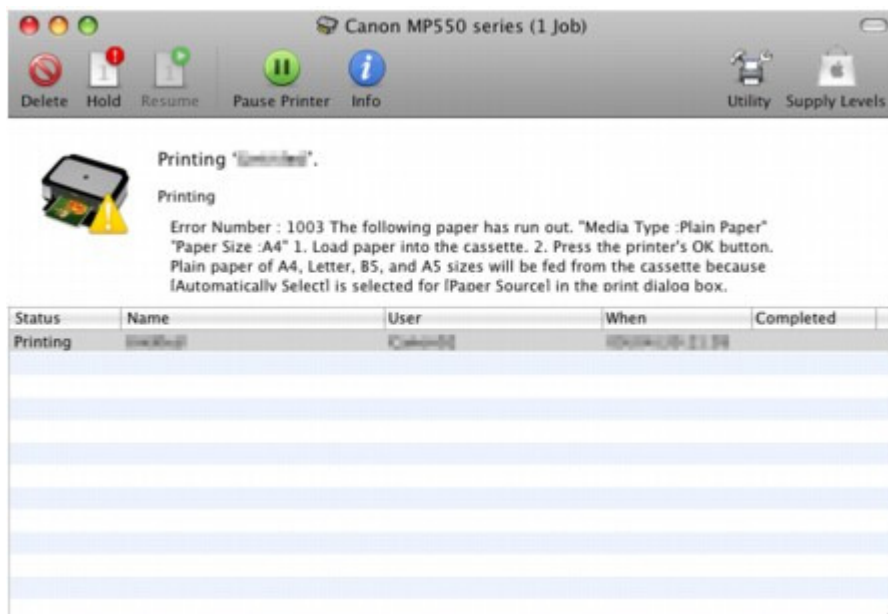 Canon MP550 series (1 Job)
Delete Hold Resume Pause Printer Info Utility Supply Levels
Printing "
Printing
Error Number : 1003 The following paper has run out. "Media Type :Plain Paper"
"Paper Size :A4" 1. Load paper into the cassette. 2. Press the printer's OK button.
Plain paper of A4, Letter, B5, and A5 sizes will be fed from the cassette because
[Automatically Select] is selected for [Paper Source] in the print dialog box.
Status Name User When Completed
Printing